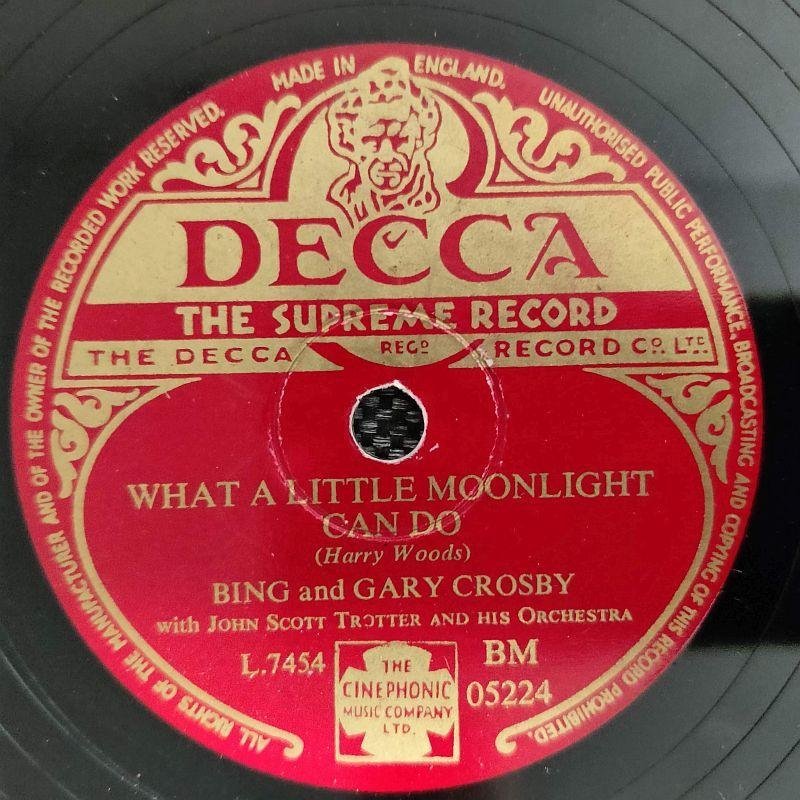 MADE IN ENGLAND.
UNAUTHORISED PUBLIC PERFORMANCE, BROADCASTING AND COPYING OF THIS RECORD PROHIBITED.
ALL RIGHTS OF THE MANUFACTURER AND OF THE OWNER OF THE RECORDED WORK RESERVED.
DECCA
THE SUPREME RECORD
THE DECCA REGD RECORD CO. LTD.
WHAT A LITTLE MOONLIGHT
CAN DO
(Harry Woods)
BING and GARY CROSBY
with JOHN SCOTT TROTTER AND HIS ORCHESTRA
L.7454
THE
CINEPHONIC
MUSIC COMPANY
LTD.
BM
05224